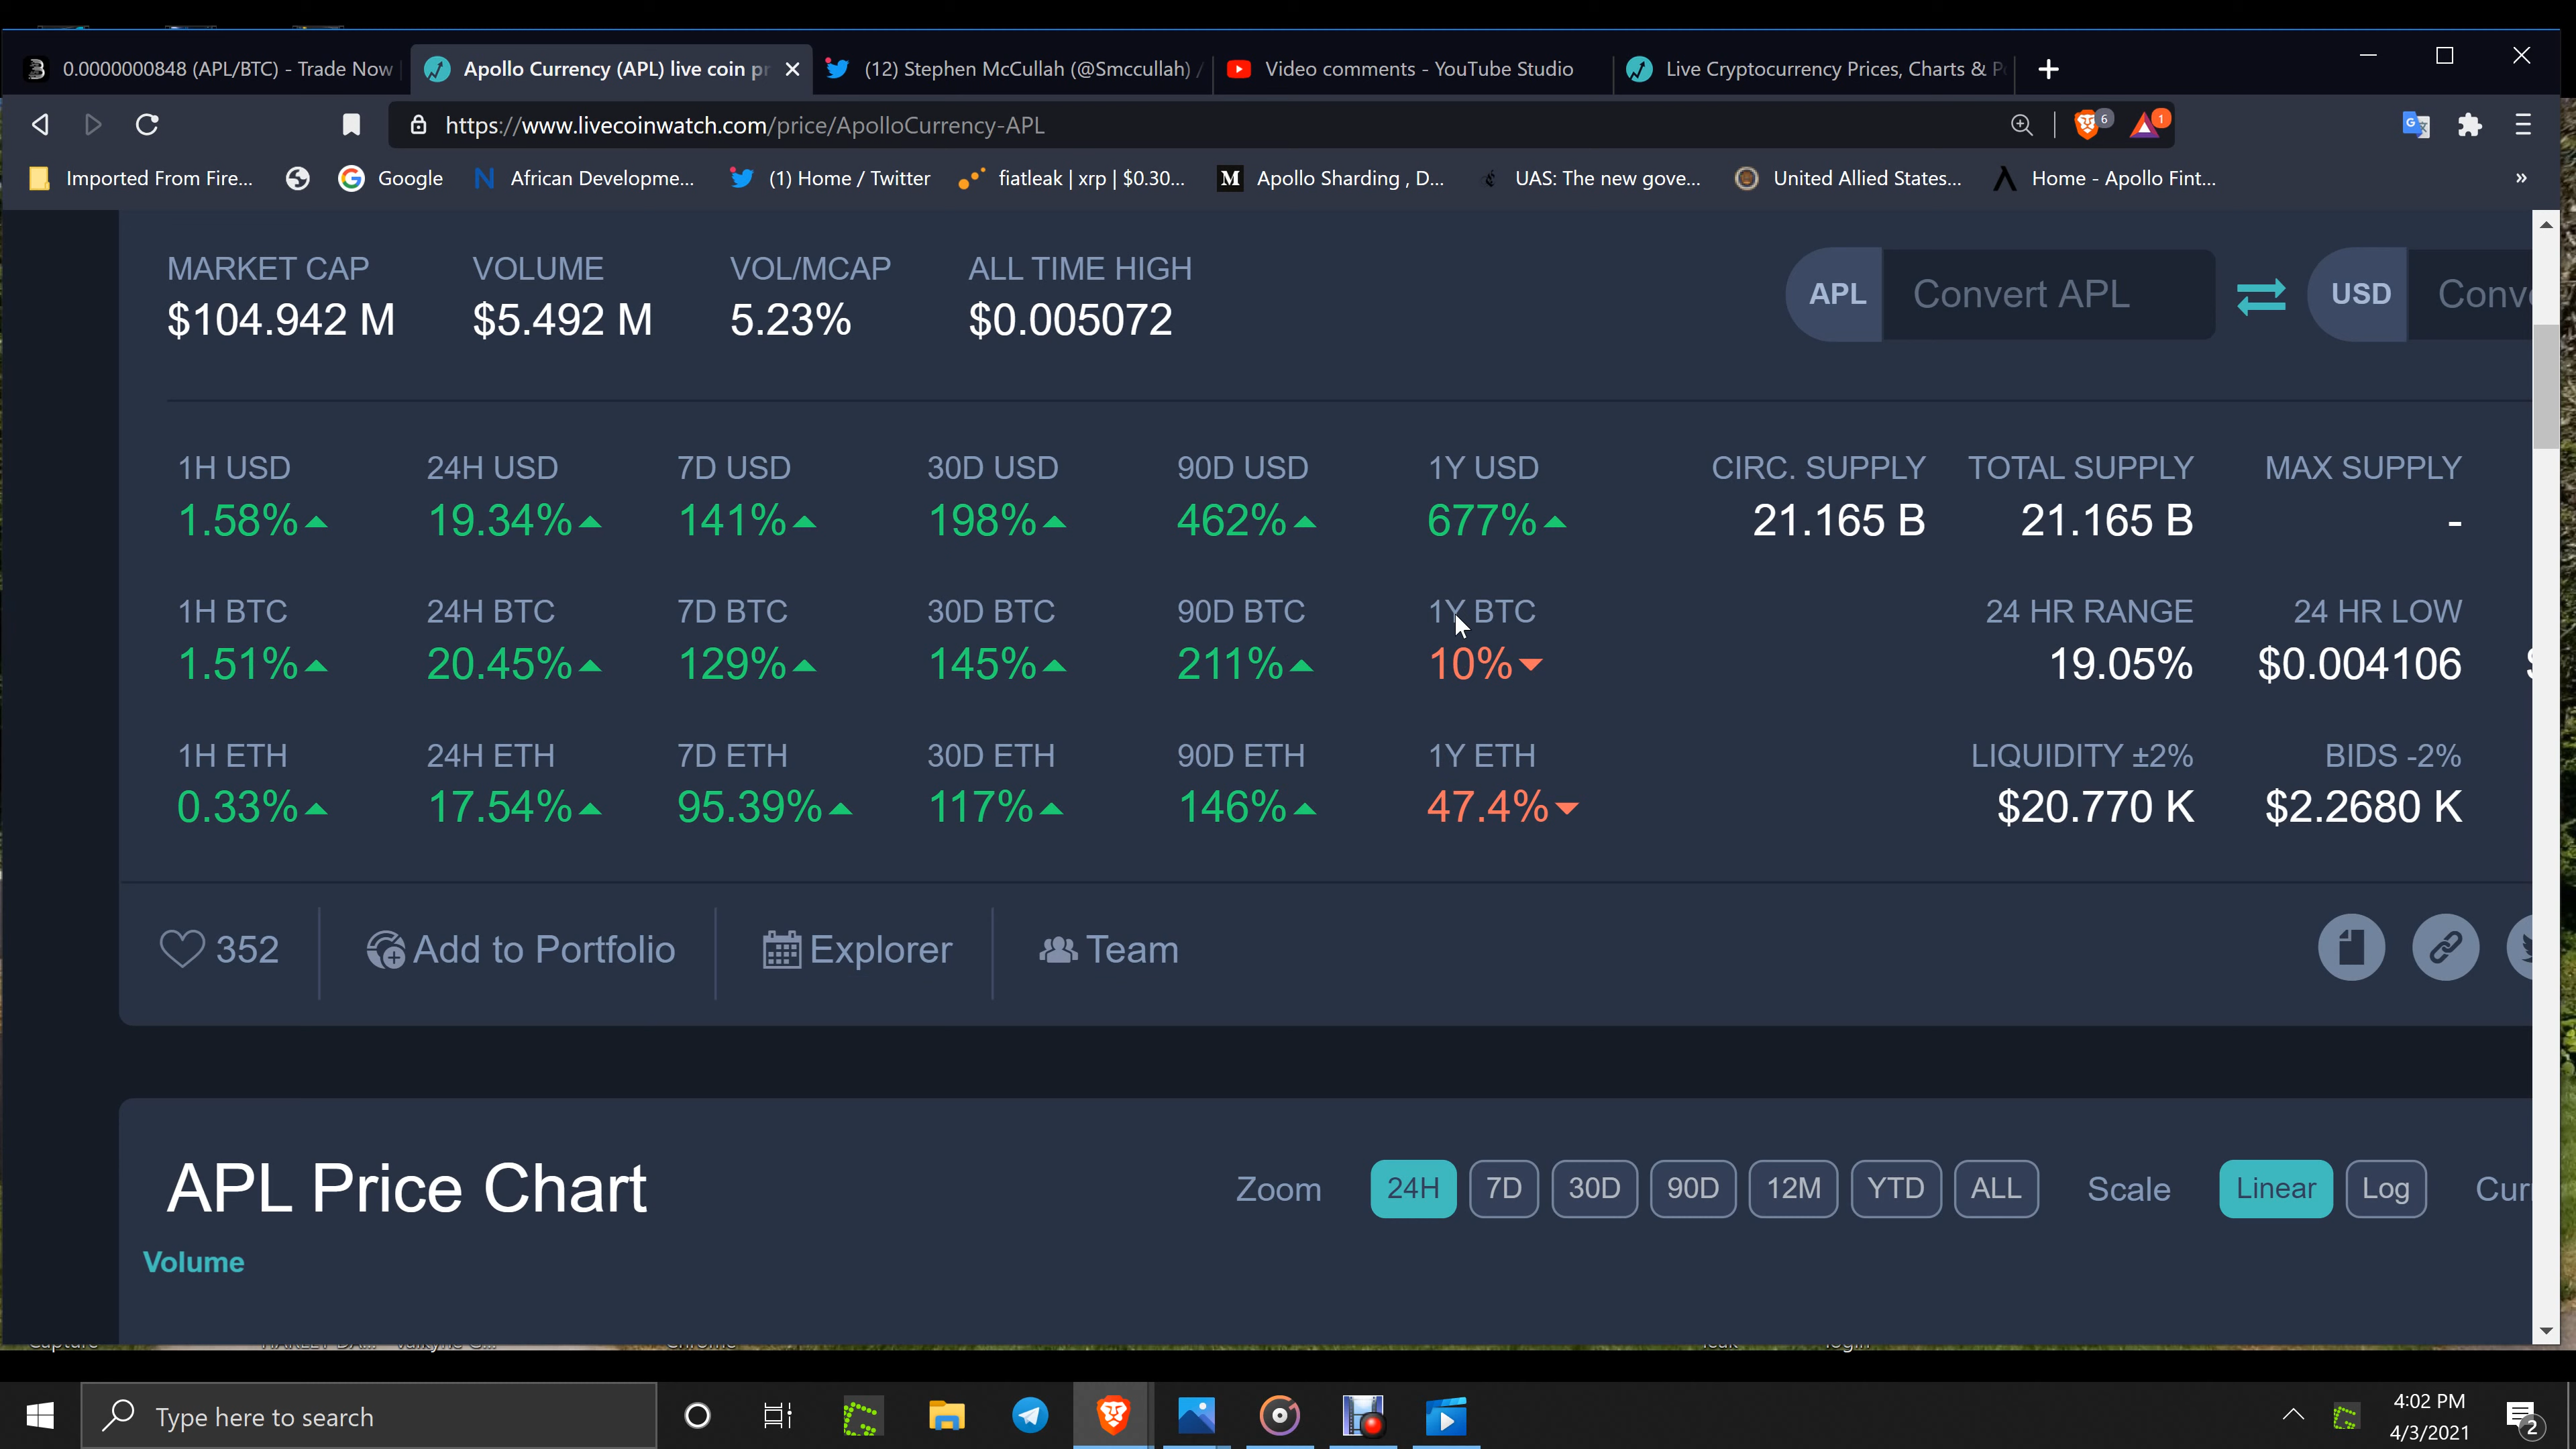 0.0000000848 (APL/BTC) - Trade Now
Apollo Currency (APL) live coin pr
(12) Stephen McCullah (@Smccullah) /
Video comments - YouTube Studio
Live Cryptocurrency Prices, Charts & Po
https://www.livecoinwatch.com/price/ApolloCurrency-APL
6
1
Imported From Fire...
Google
African Developme...
(1) Home / Twitter
fiatleak | xrp | $0.30...
Apollo Sharding , D...
UAS: The new gove...
United Allied States...
Home - Apollo Fint...
»
MARKET CAP VOLUME VOL/MCAP ALL TIME HIGH
$104.942 M $5.492 M 5.23% $0.005072
APL Convert APL USD Conv
1H USD 24H USD 7D USD 30D USD 90D USD 1Y USD CIRC. SUPPLY TOTAL SUPPLY MAX SUPPLY
1.58% 19.34% 141% 198% 462% 677% 21.165 B 21.165 B -
1H BTC 24H BTC 7D BTC 30D BTC 90D BTC 1Y BTC 24 HR RANGE 24 HR LOW
1.51% 20.45% 129% 145% 211% 10% 19.05% $0.004106
1H ETH 24H ETH 7D ETH 30D ETH 90D ETH 1Y ETH LIQUIDITY ±2% BIDS -2%
0.33% 17.54% 95.39% 117% 146% 47.4% $20.770 K $2.2680 K
352 Add to Portfolio Explorer Team
APL Price Chart
Zoom 24H 7D 30D 90D 12M YTD ALL Scale Linear Log Curr
Volume
Type here to search
4:02 PM
4/3/2021
2